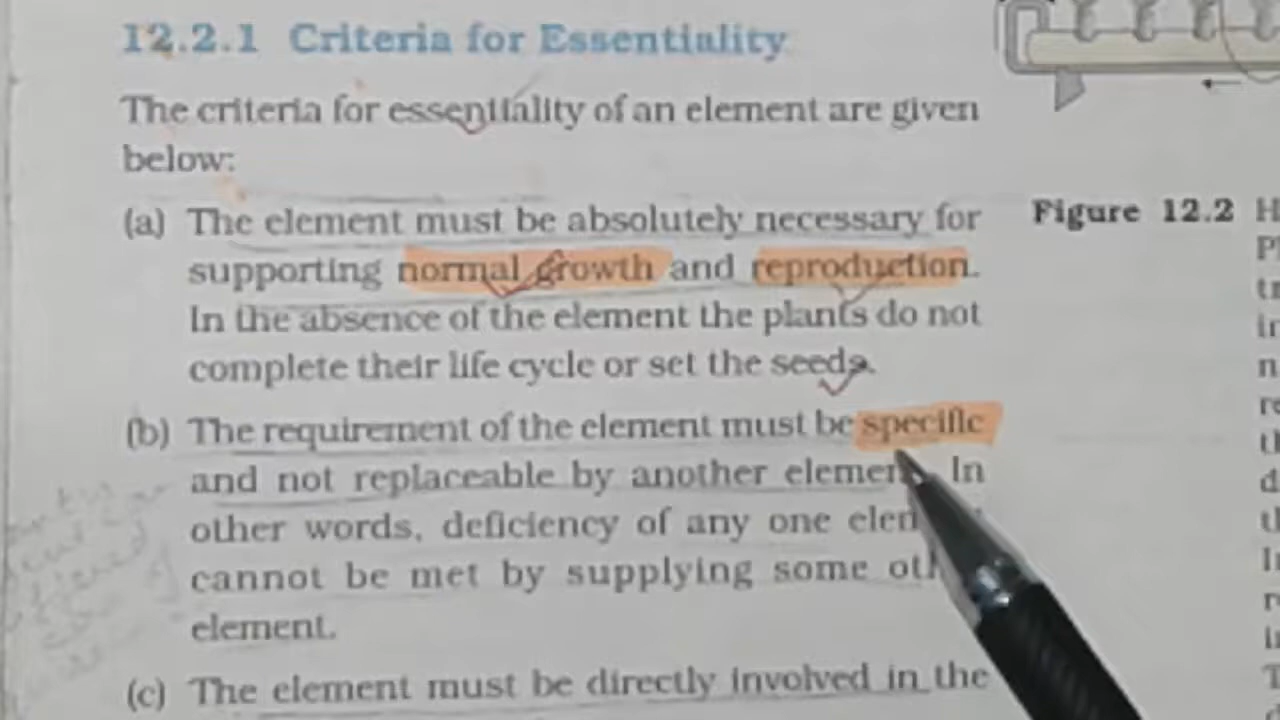 12.2.1 Criteria for Essentiality
The criteria for essentiality of an element are given
below:
(a) The element must be absolutely necessary for
supporting normal growth and reproduction.
In the absence of the element the plants do not
complete their life cycle or set the seeds.
(b) The requirement of the element must be specific
and not replaceable by another element. In
other words, deficiency of any one
cannot be met by supplying some
element.
(c) The element must be directly involved in the
Figure 12.2